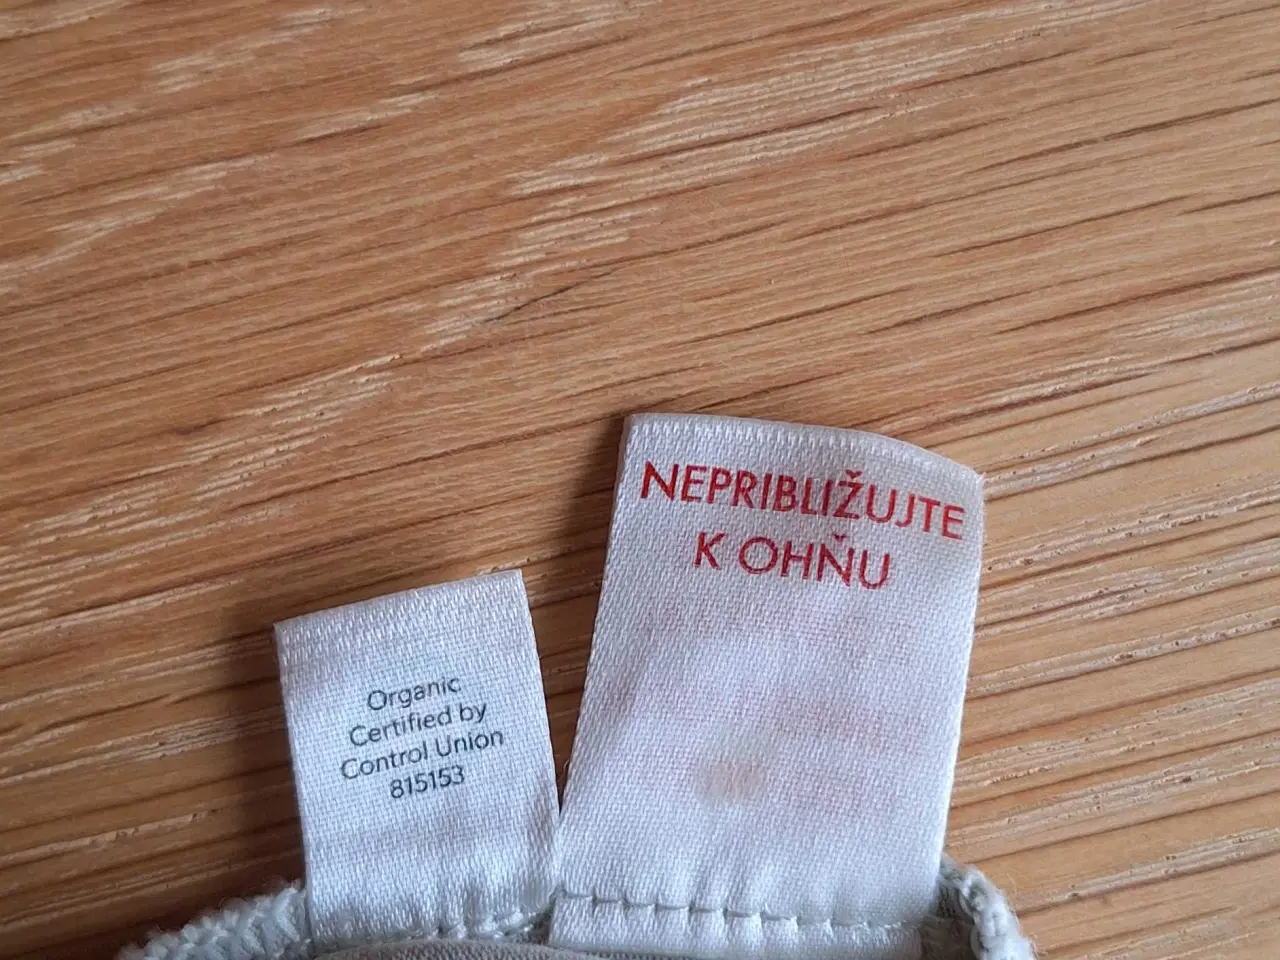 Organic
Certified by
Control Union
815153
NEPRIBLIŽUJTE
K OHŇU